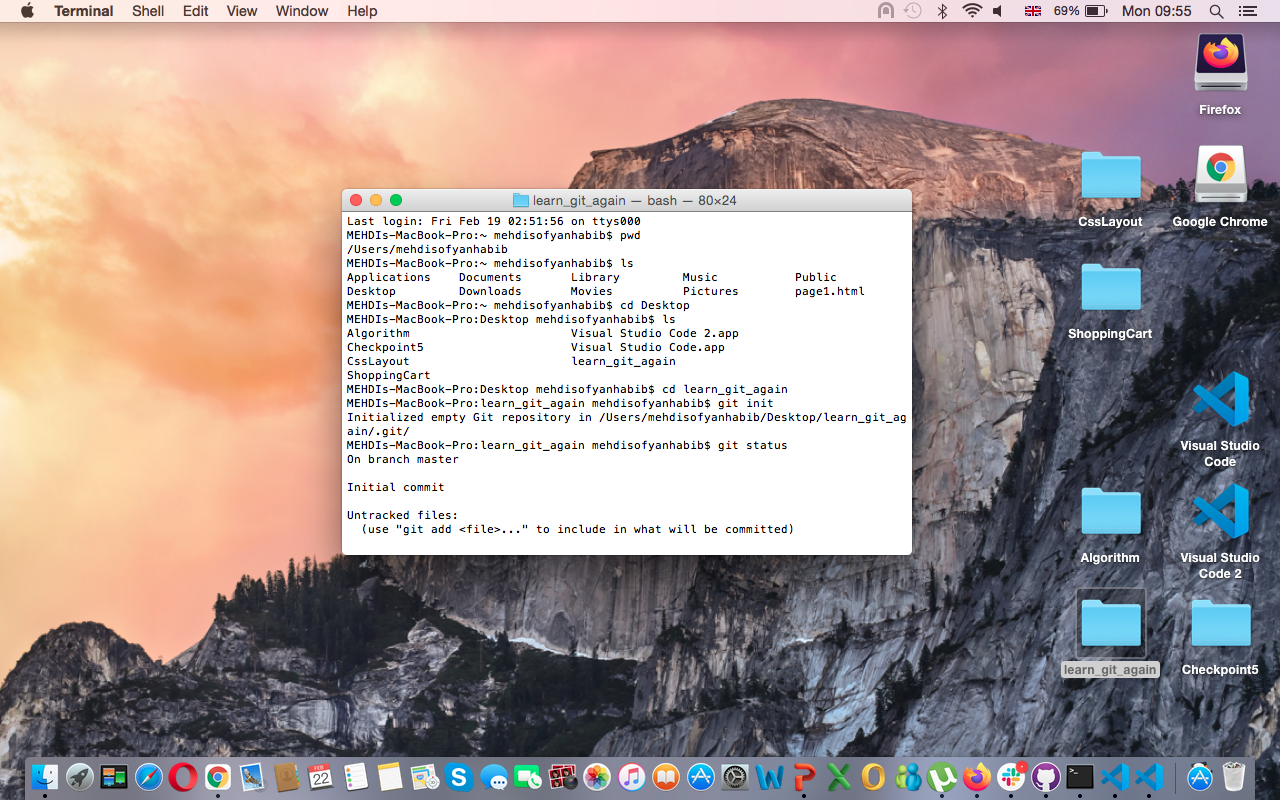 Terminal Shell Edit View Window Help 69% Mon 09:55
Firefox
CssLayout Google Chrome
ShoppingCart
Visual Studio
Code
Algorithm Visual Studio
Code 2
learn_git_again Checkpoint5
learn_git_again — bash — 80×24
Last login: Fri Feb 19 02:51:56 on ttys000
MEHDIs-MacBook-Pro:~ mehdisofyanhabib$ pwd
/Users/mehdisofyanhabib
MEHDIs-MacBook-Pro:~ mehdisofyanhabib$ ls
Applications Documents Library Music Public
Desktop Downloads Movies Pictures page1.html
MEHDIs-MacBook-Pro:~ mehdisofyanhabib$ cd Desktop
MEHDIs-MacBook-Pro:Desktop mehdisofyanhabib$ ls
Algorithm Visual Studio Code 2.app
Checkpoint5 Visual Studio Code.app
CssLayout learn_git_again
ShoppingCart
MEHDIs-MacBook-Pro:Desktop mehdisofyanhabib$ cd learn_git_again
MEHDIs-MacBook-Pro:learn_git_again mehdisofyanhabib$ git init
Initialized empty Git repository in /Users/mehdisofyanhabib/Desktop/learn_git_ag
ain/.git/
MEHDIs-MacBook-Pro:learn_git_again mehdisofyanhabib$ git status
On branch master
Initial commit
Untracked files:
(use "git add <file>..." to include in what will be committed)
FEB
22